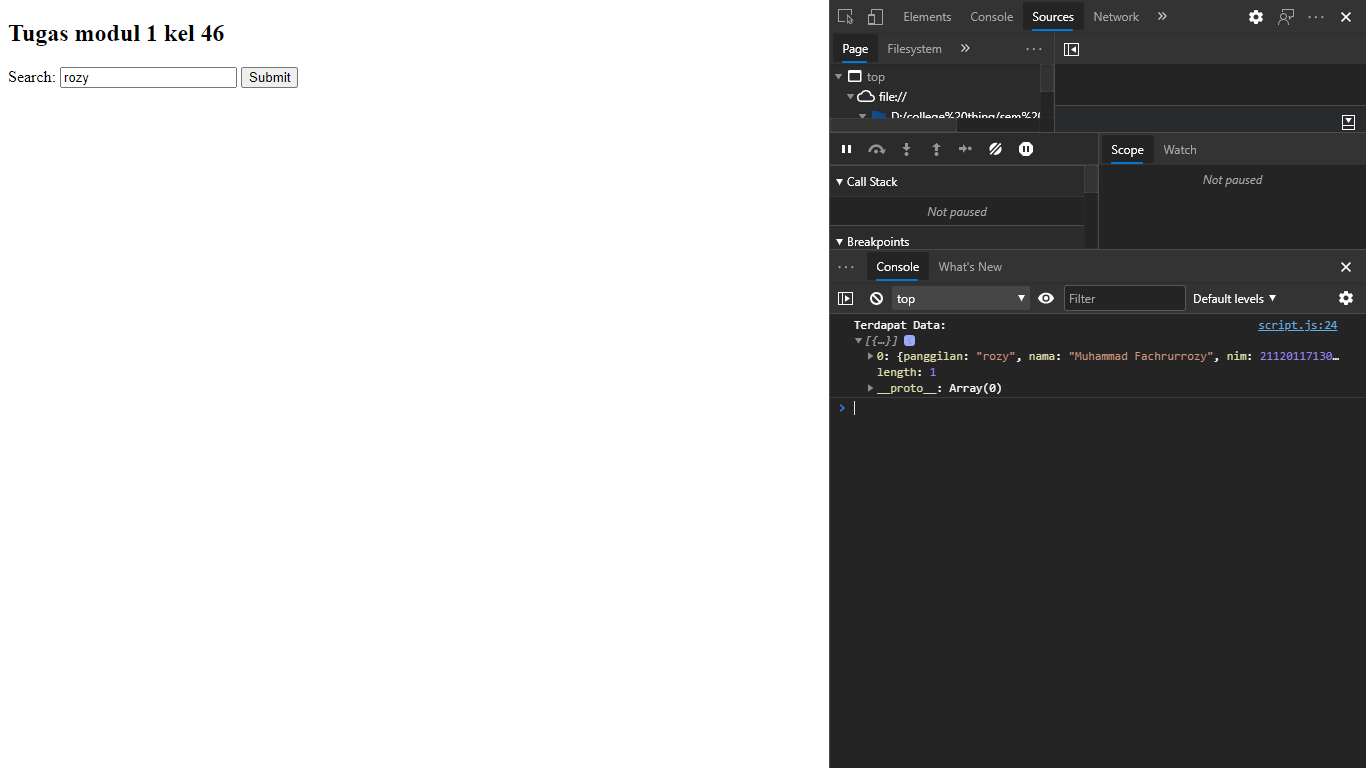 Tugas modul 1 kel 46
Search: rozy Submit
Elements Console Sources Network
Page Filesystem
top
file://
D:/college%20thing/sem%20
Scope Watch
Call Stack
Not paused
Not paused
Breakpoints
Console What's New
top Filter Default levels
Terdapat Data: script.js:24
[{…}]
0: {panggilan: "rozy", nama: "Muhammad Fachrurrozy", nim: 21120117130…
length: 1
__proto__: Array(0)